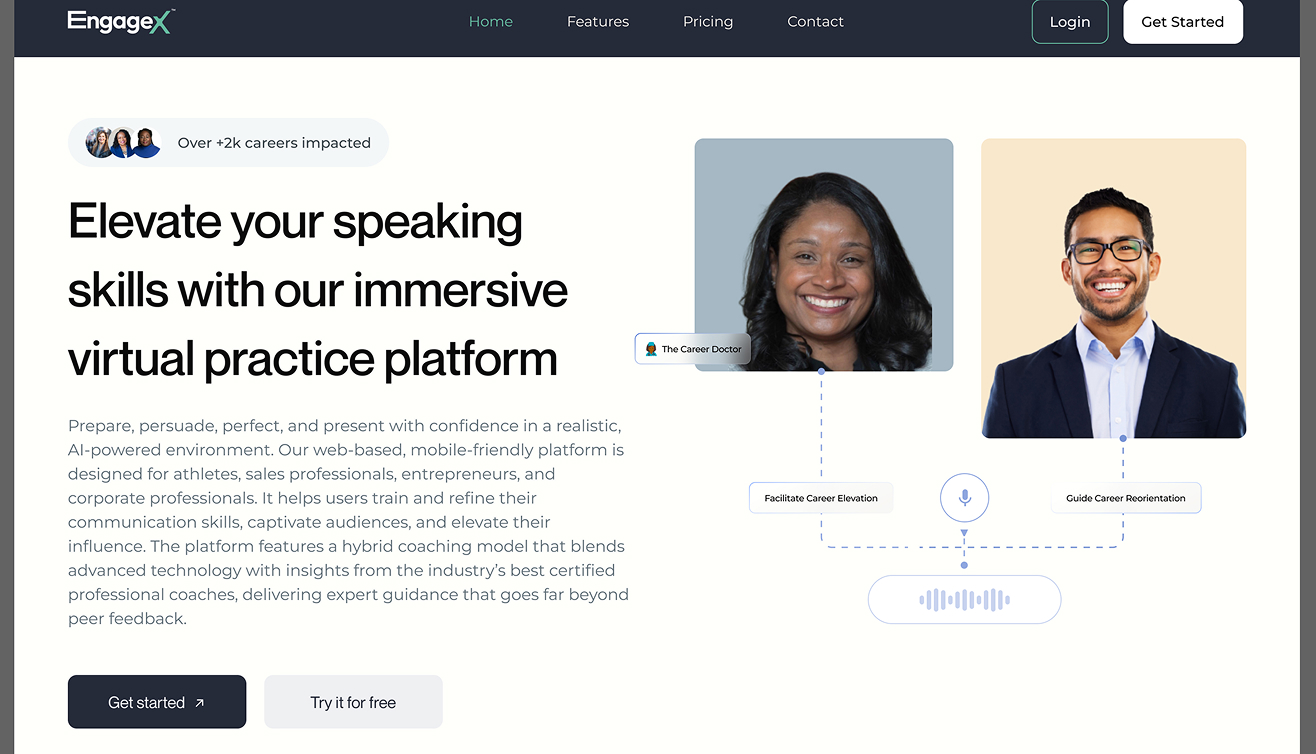 EngageX™
Home Features Pricing Contact Login Get Started
Over +2k careers impacted
Elevate your speaking
skills with our immersive
virtual practice platform
Prepare, persuade, perfect, and present with confidence in a realistic,
AI-powered environment. Our web-based, mobile-friendly platform is
designed for athletes, sales professionals, entrepreneurs, and
corporate professionals. It helps users train and refine their
communication skills, captivate audiences, and elevate their
influence. The platform features a hybrid coaching model that blends
advanced technology with insights from the industry’s best certified
professional coaches, delivering expert guidance that goes far beyond
peer feedback.
Get started ↗
Try it for free
The Career Doctor
Facilitate Career Elevation
Guide Career Reorientation